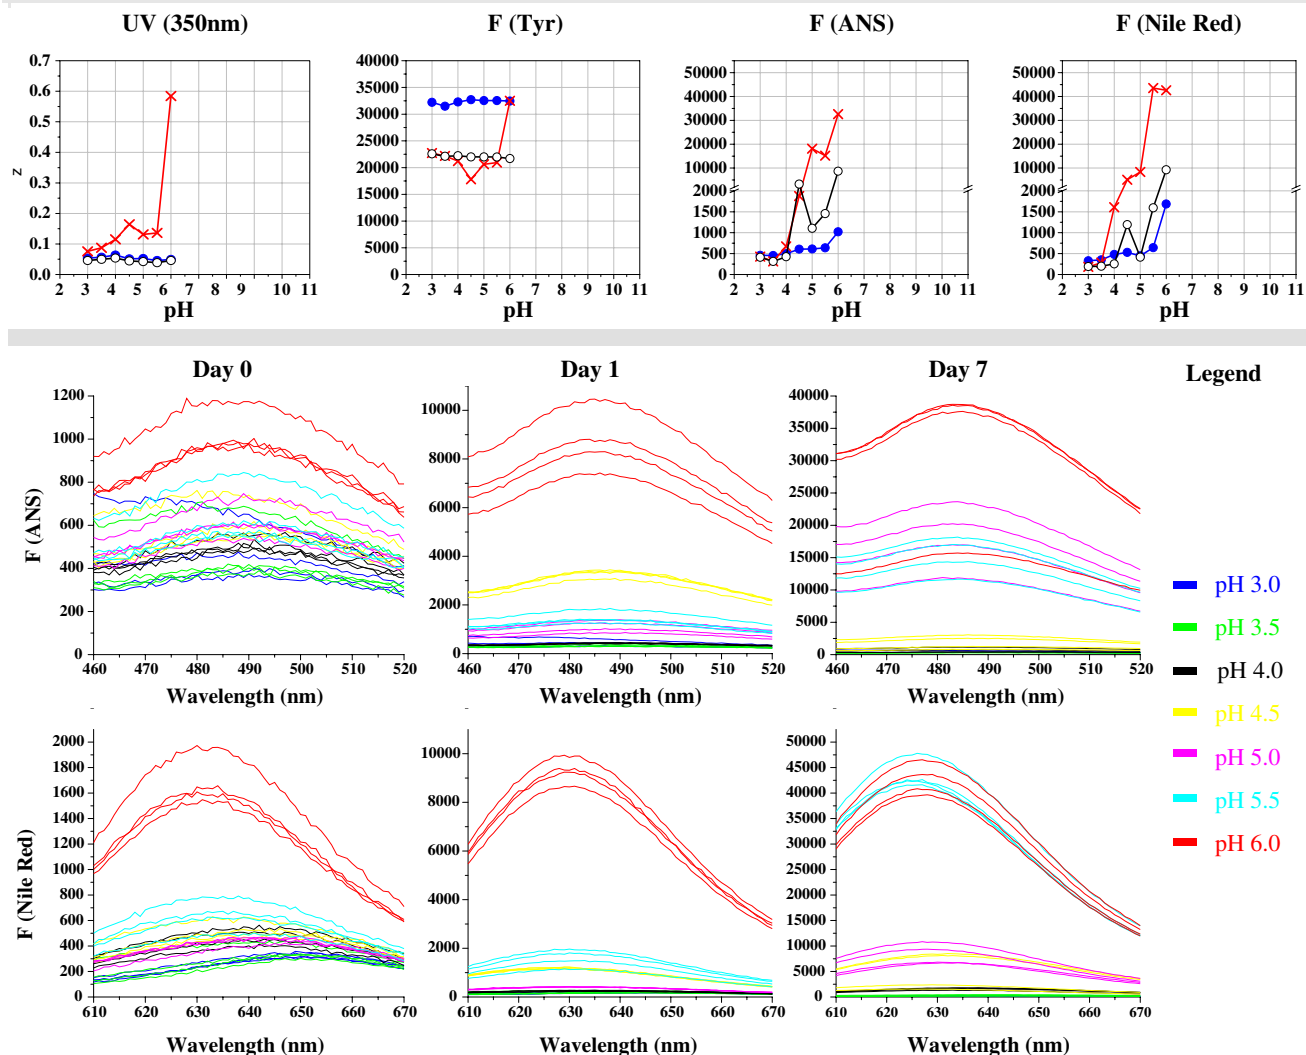 UV (350nm) F (Tyr) F (ANS) F (Nile Red)
0.7 40000 50000 50000
0.6 35000 40000 40000
0.5 30000 30000 30000
0.4 25000 20000 20000
0.3 20000 10000 10000
0.2 15000 2000 2000
0.1 10000 1500 1500
0.0 5000 1000 1000
0 500 500
0 0
z
2 3 4 5 6 7 8 9 10 11 2 3 4 5 6 7 8 9 10 11 2 3 4 5 6 7 8 9 10 11 2 3 4 5 6 7 8 9 10 11
pH pH pH pH
Day 0 Day 1 Day 7 Legend
F (ANS)
1200
1000
800
600
400
200
0
460 470 480 490 500 510 520
Wavelength (nm)
10000
8000
6000
4000
2000
0
460 470 480 490 500 510 520
Wavelength (nm)
40000
35000
30000
25000
20000
15000
10000
5000
0
460 470 480 490 500 510 520
Wavelength (nm)
pH 3.0
pH 3.5
pH 4.0
pH 4.5
pH 5.0
pH 5.5
pH 6.0
F (Nile Red)
2000
1800
1600
1400
1200
1000
800
600
400
200
0
610 620 630 640 650 660 670
Wavelength (nm)
10000
8000
6000
4000
2000
0
610 620 630 640 650 660 670
Wavelength (nm)
50000
45000
40000
35000
30000
25000
20000
15000
10000
5000
0
610 620 630 640 650 660 670
Wavelength (nm)